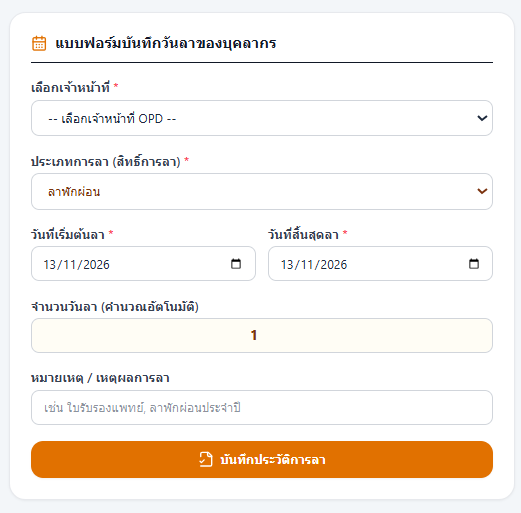 แบบฟอร์มบันทึกวันลาของบุคลากร
เลือกเจ้าหน้าที่ *
-- เลือกเจ้าหน้าที่ OPD --
ประเภทการลา (สิทธิ์การลา) *
ลาพักผ่อน
วันที่เริ่มต้นลา * วันที่สิ้นสุดลา *
13/11/2026 13/11/2026
จำนวนวันลา (คำนวณอัตโนมัติ)
1
หมายเหตุ / เหตุผลการลา
เช่น ใบรับรองแพทย์, ลาพักผ่อนประจำปี
บันทึกประวัติการลา